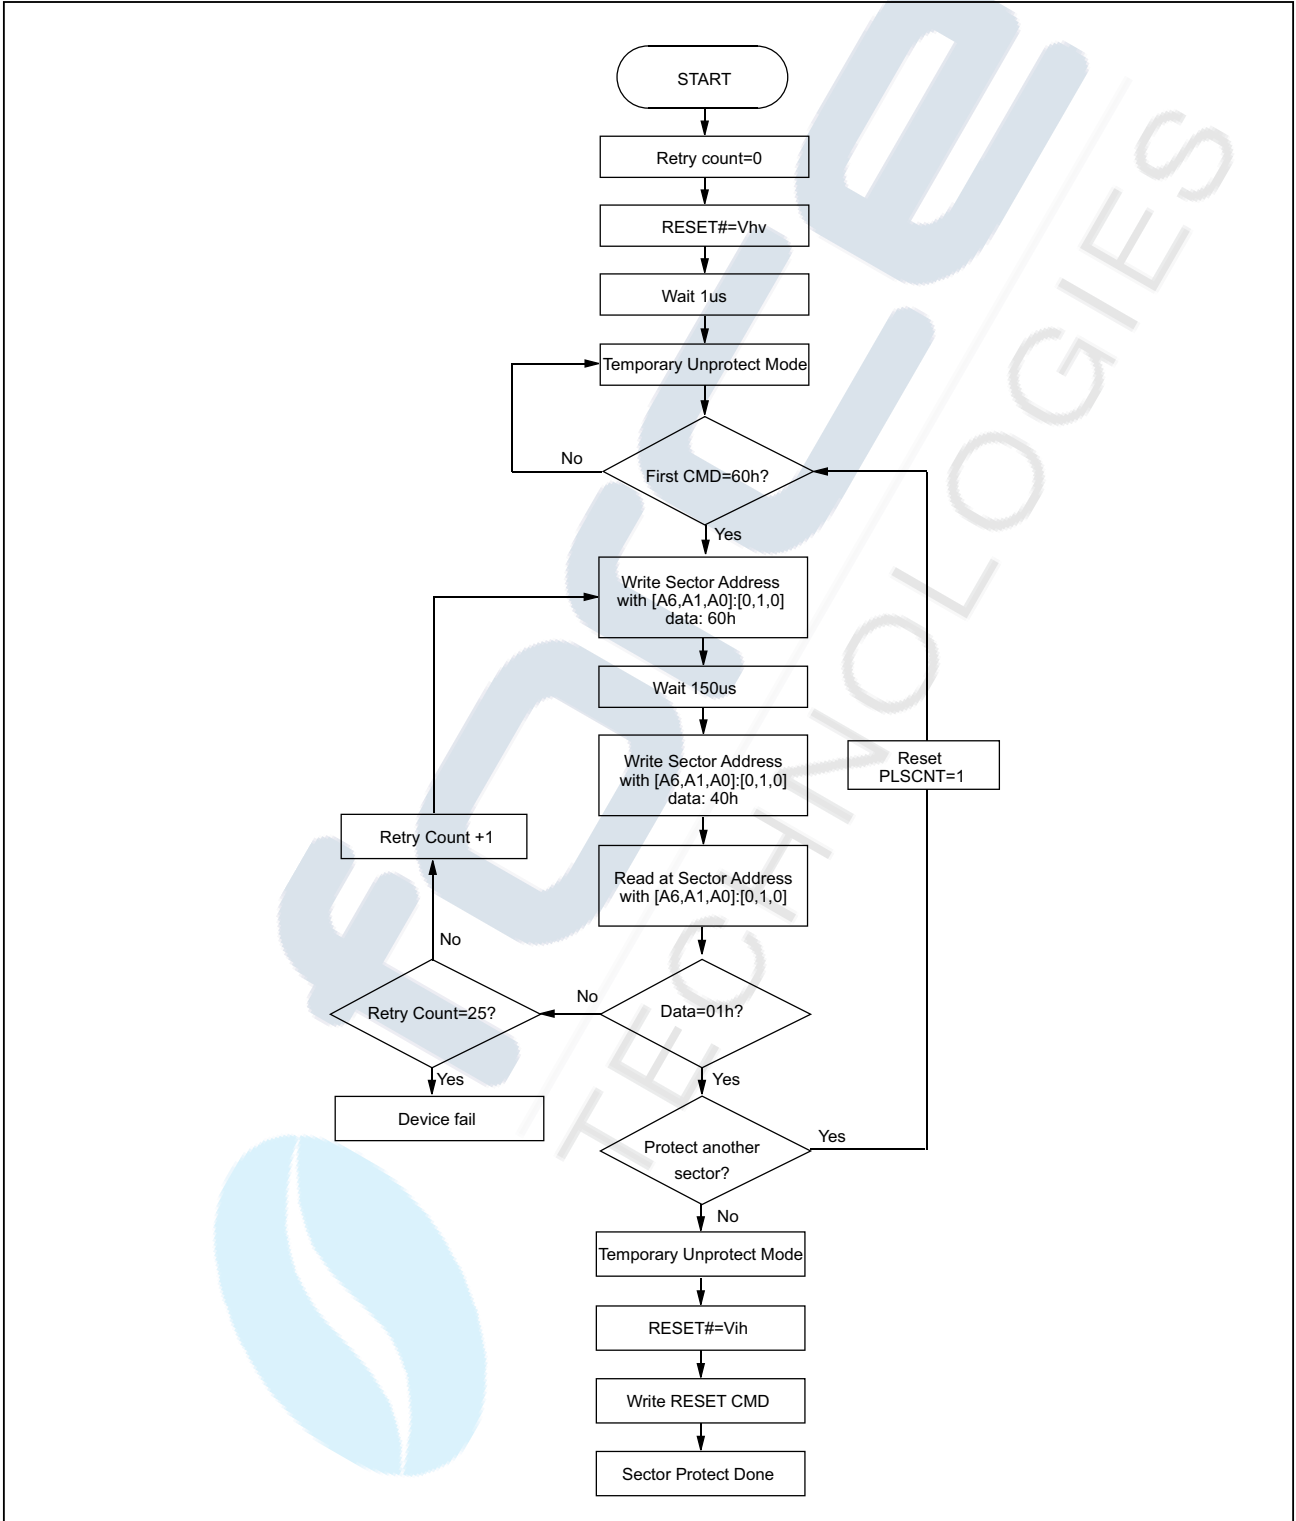 START
Retry count=0
RESET#=Vhv
Wait 1us
Temporary Unprotect Mode
No
First CMD=60h?
Yes
Write Sector Address
with [A6,A1,A0]:[0,1,0]
data: 60h
Wait 150us
Write Sector Address
with [A6,A1,A0]:[0,1,0]
data: 40h
Reset
PLSCNT=1
Retry Count +1
Read at Sector Address
with [A6,A1,A0]:[0,1,0]
No
Retry Count=25?
No
Data=01h?
Yes
Yes
Device fail
Protect another
sector?
Yes
No
Temporary Unprotect Mode
RESET#=Vih
Write RESET CMD
Sector Protect Done
force
TECHNOLOGIES